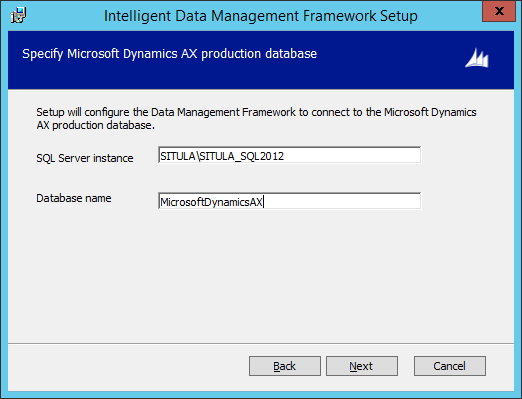 Intelligent Data Management Framework Setup
x
Specify Microsoft Dynamics AX production database
Setup will configure the Data Management Framework to connect to the Microsoft Dynamics
AX production database.
SQL Server instance
SITULA\SITULA_SQL2012
Database name
MicrosoftDynamicsAX
Back
Next
Cancel